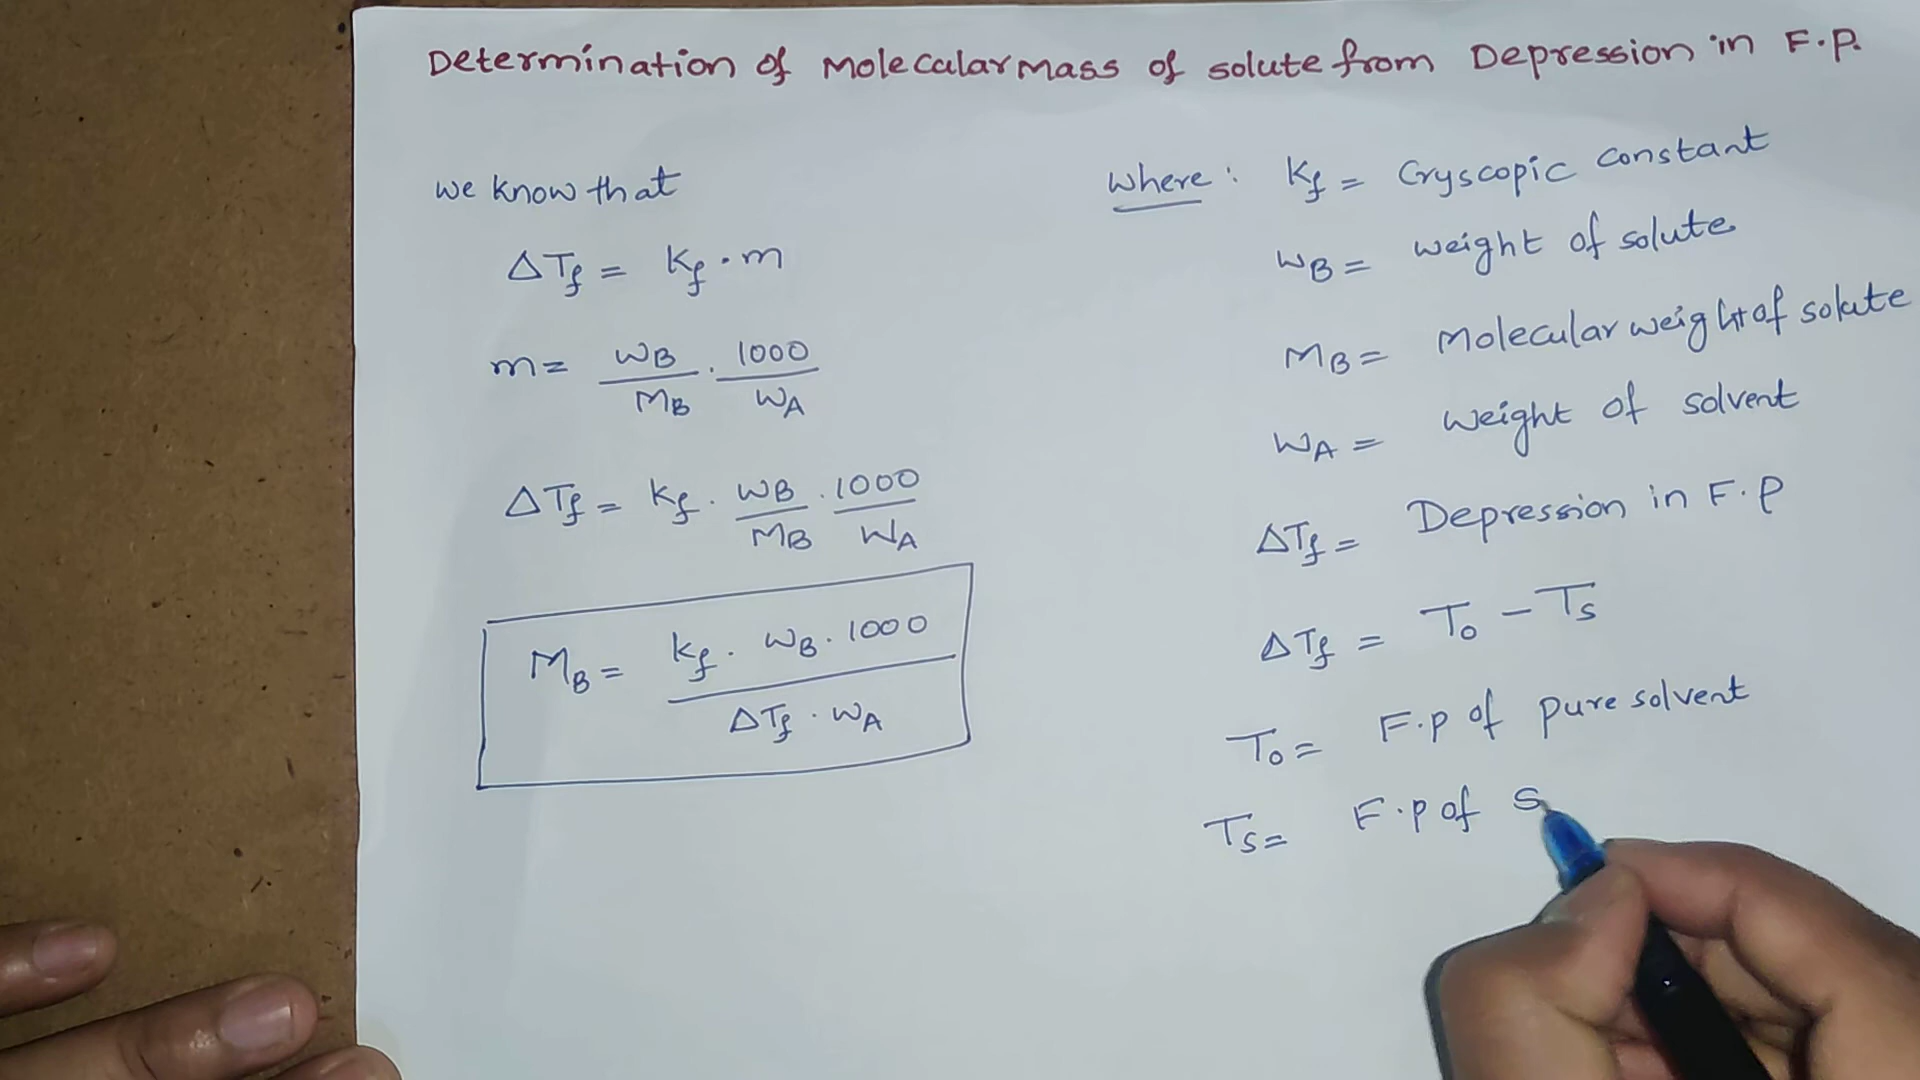 Determination of Molecular mass of solute from Depression in F.P.
we know that
ΔTf = Kf . m
m = WB/MB . 1000/WA
ΔTf = Kf . WB/MB . 1000/WA
MB = Kf . WB . 1000 / ΔTf . WA
Where : Kf = Cryscopic constant
WB = weight of solute
MB = Molecular weight of solute
WA = weight of solvent
ΔTf = Depression in F.P
ΔTf = To - Ts
To = F.p of pure solvent
Ts = F.p of S